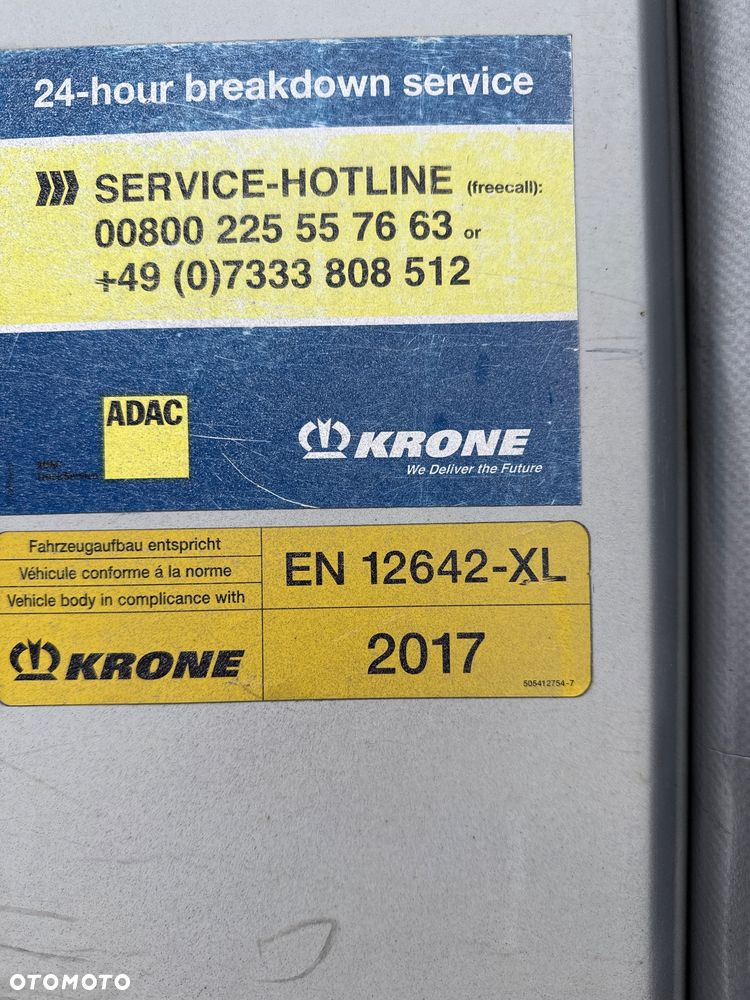 24-hour breakdown service
SERVICE-HOTLINE (freecall):
00800 225 55 76 63 or
+49 (0)7333 808 512
ADAC
KRONE
We Deliver the Future
Fahrzeugaufbau entspricht
Véhicule conforme á la norme
Vehicle body in complicance with
EN 12642-XL
KRONE
2017
505412754-7
OTOMOTO